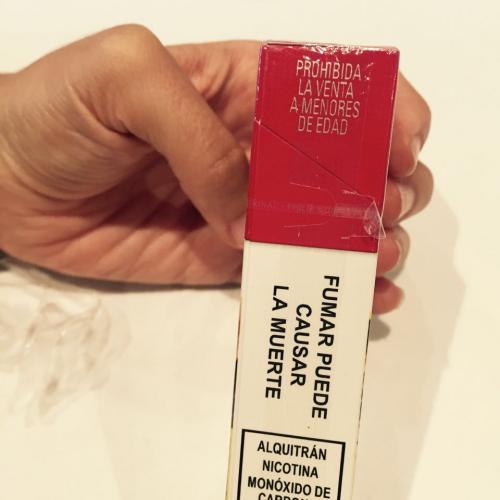 PROHIBIDA
LA VENTA
A MENORES
DE EDAD
FUMAR PUEDE
CAUSAR
LA MUERTE
ALQUITRÁN
NICOTINA
MONÓXIDO DE